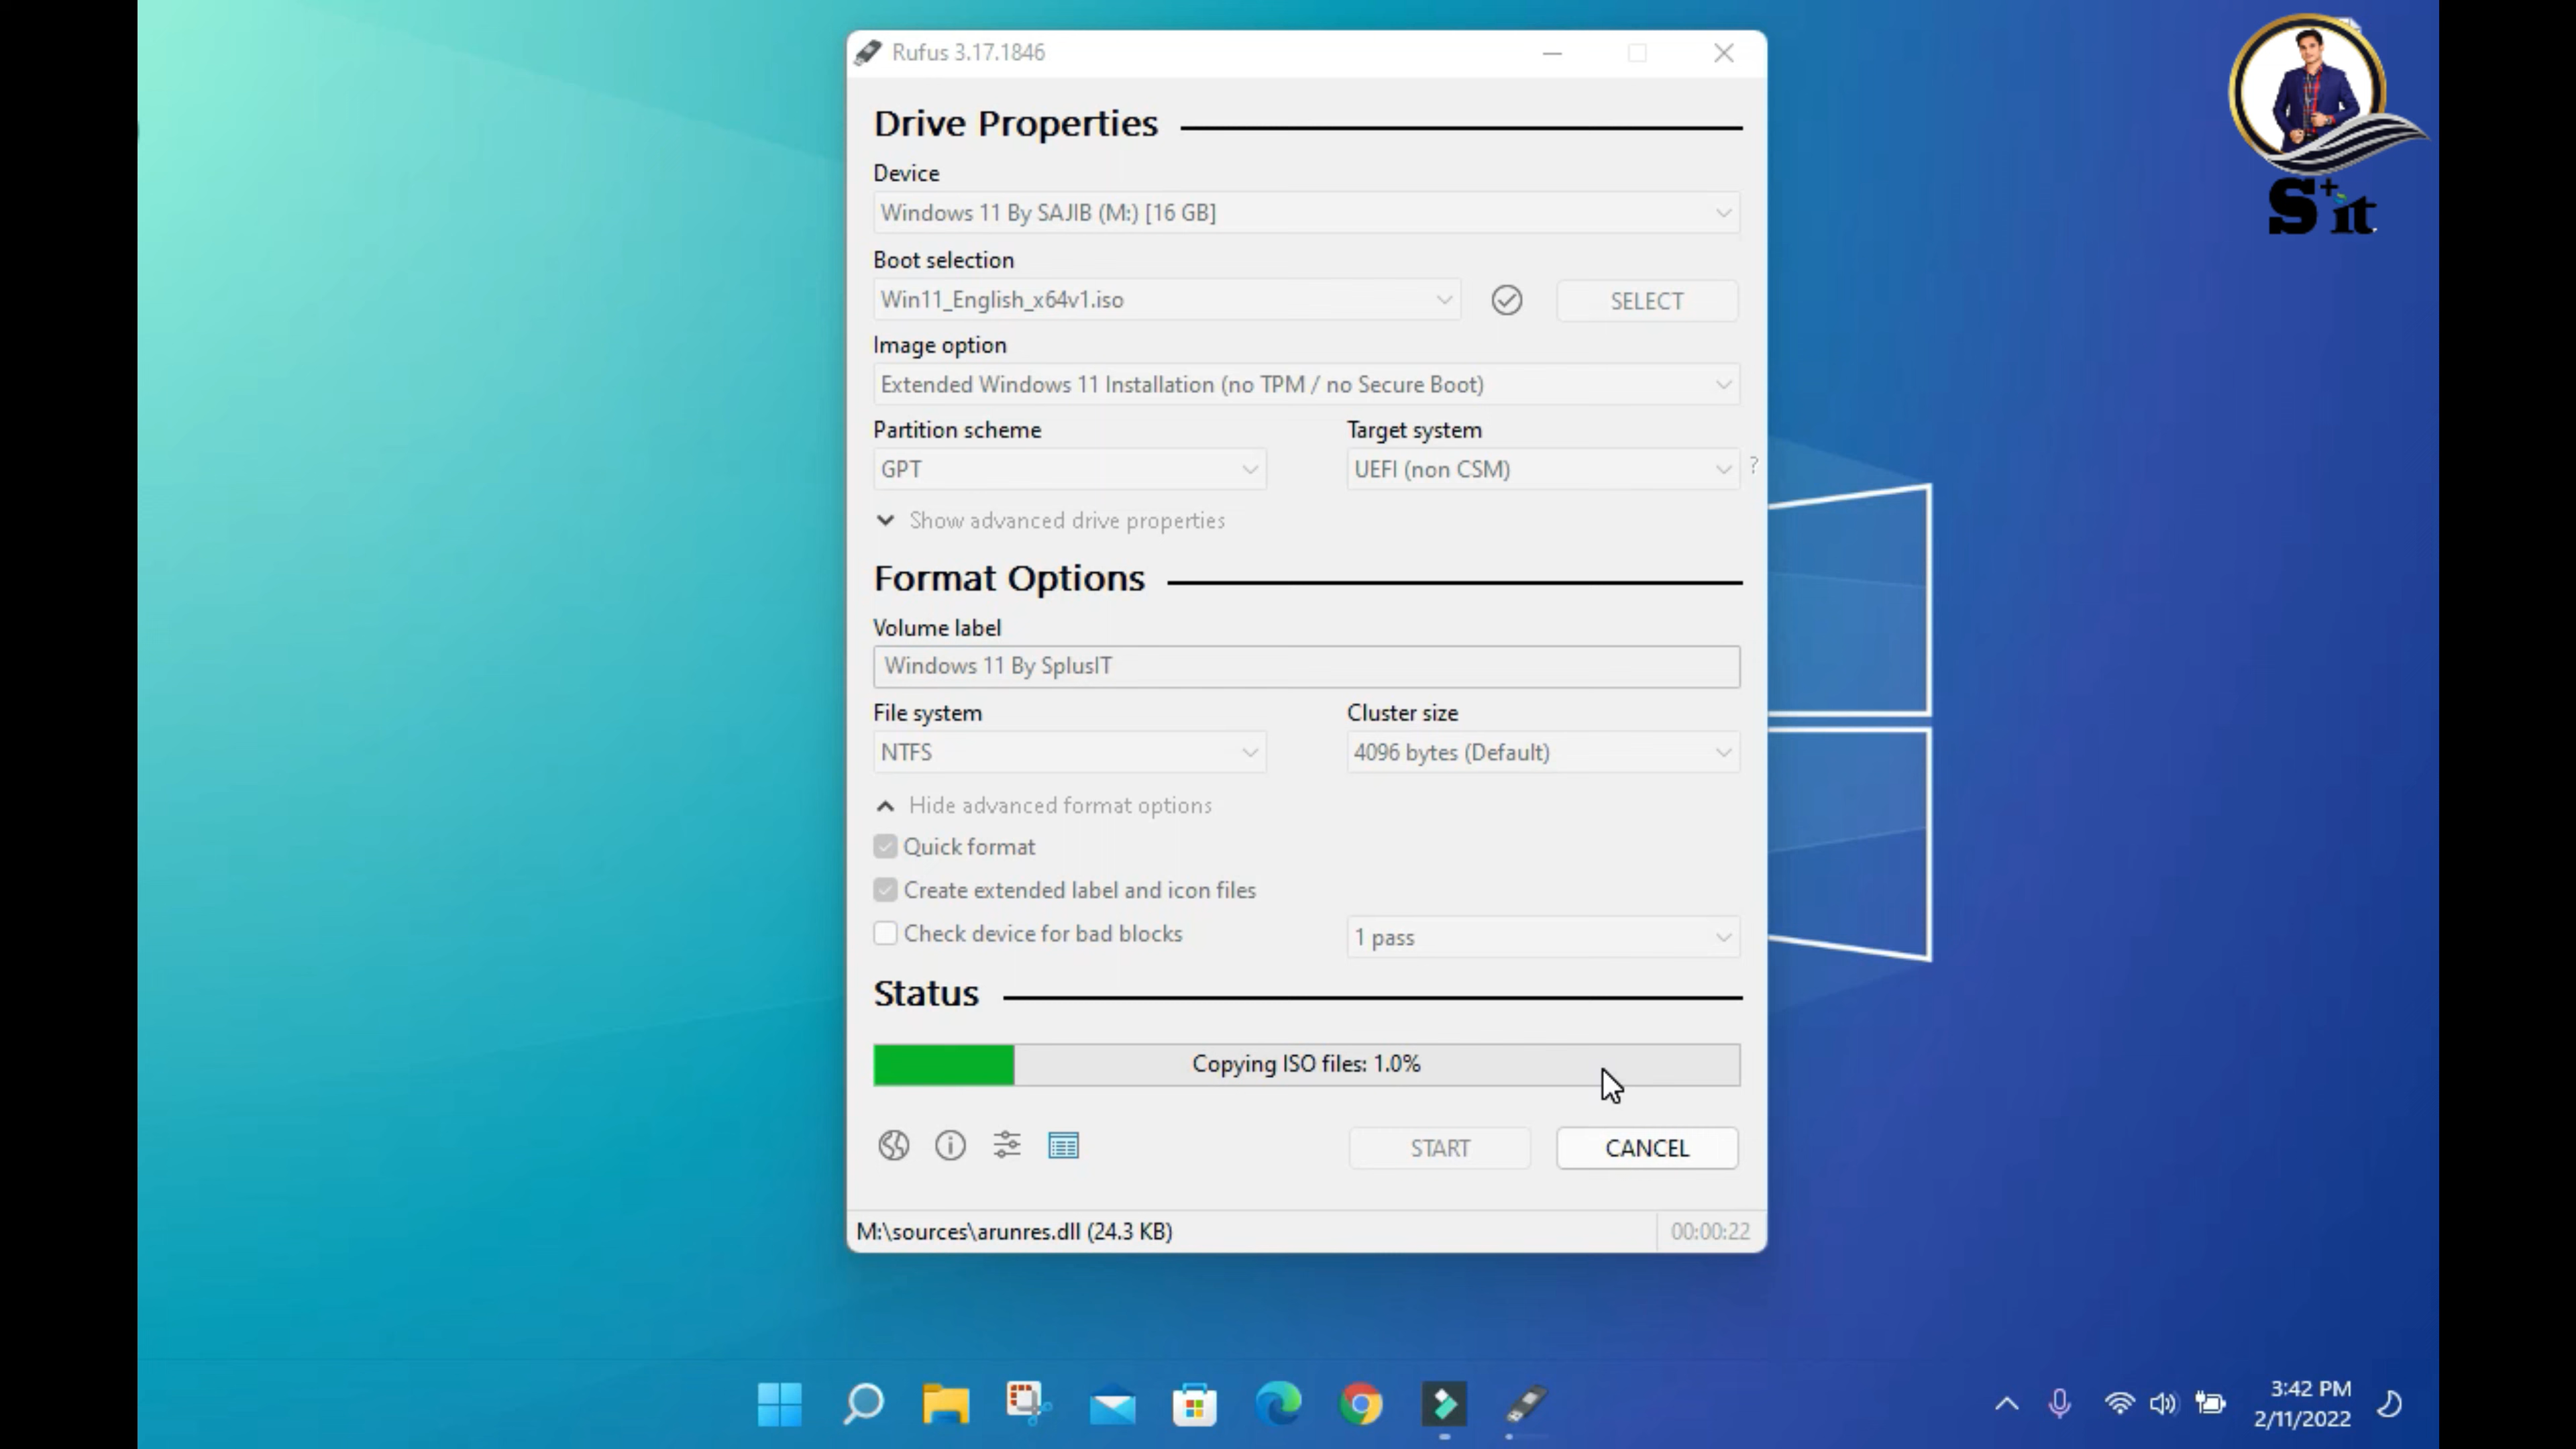 Rufus 3.17.1846
Drive Properties
Device
Windows 11 By SAJIB (M:) [16 GB]
Boot selection
Win11_English_x64v1.iso
SELECT
Image option
Extended Windows 11 Installation (no TPM / no Secure Boot)
Partition scheme
Target system
GPT
UEFI (non CSM)
?
Show advanced drive properties
Format Options
Volume label
Windows 11 By SplusIT
File system
Cluster size
NTFS
4096 bytes (Default)
Hide advanced format options
Quick format
Create extended label and icon files
Check device for bad blocks
1 pass
Status
Copying ISO files: 1.0%
START
CANCEL
M:\sources\arunres.dll (24.3 KB)
00:00:22
S+it
3:42 PM
2/11/2022